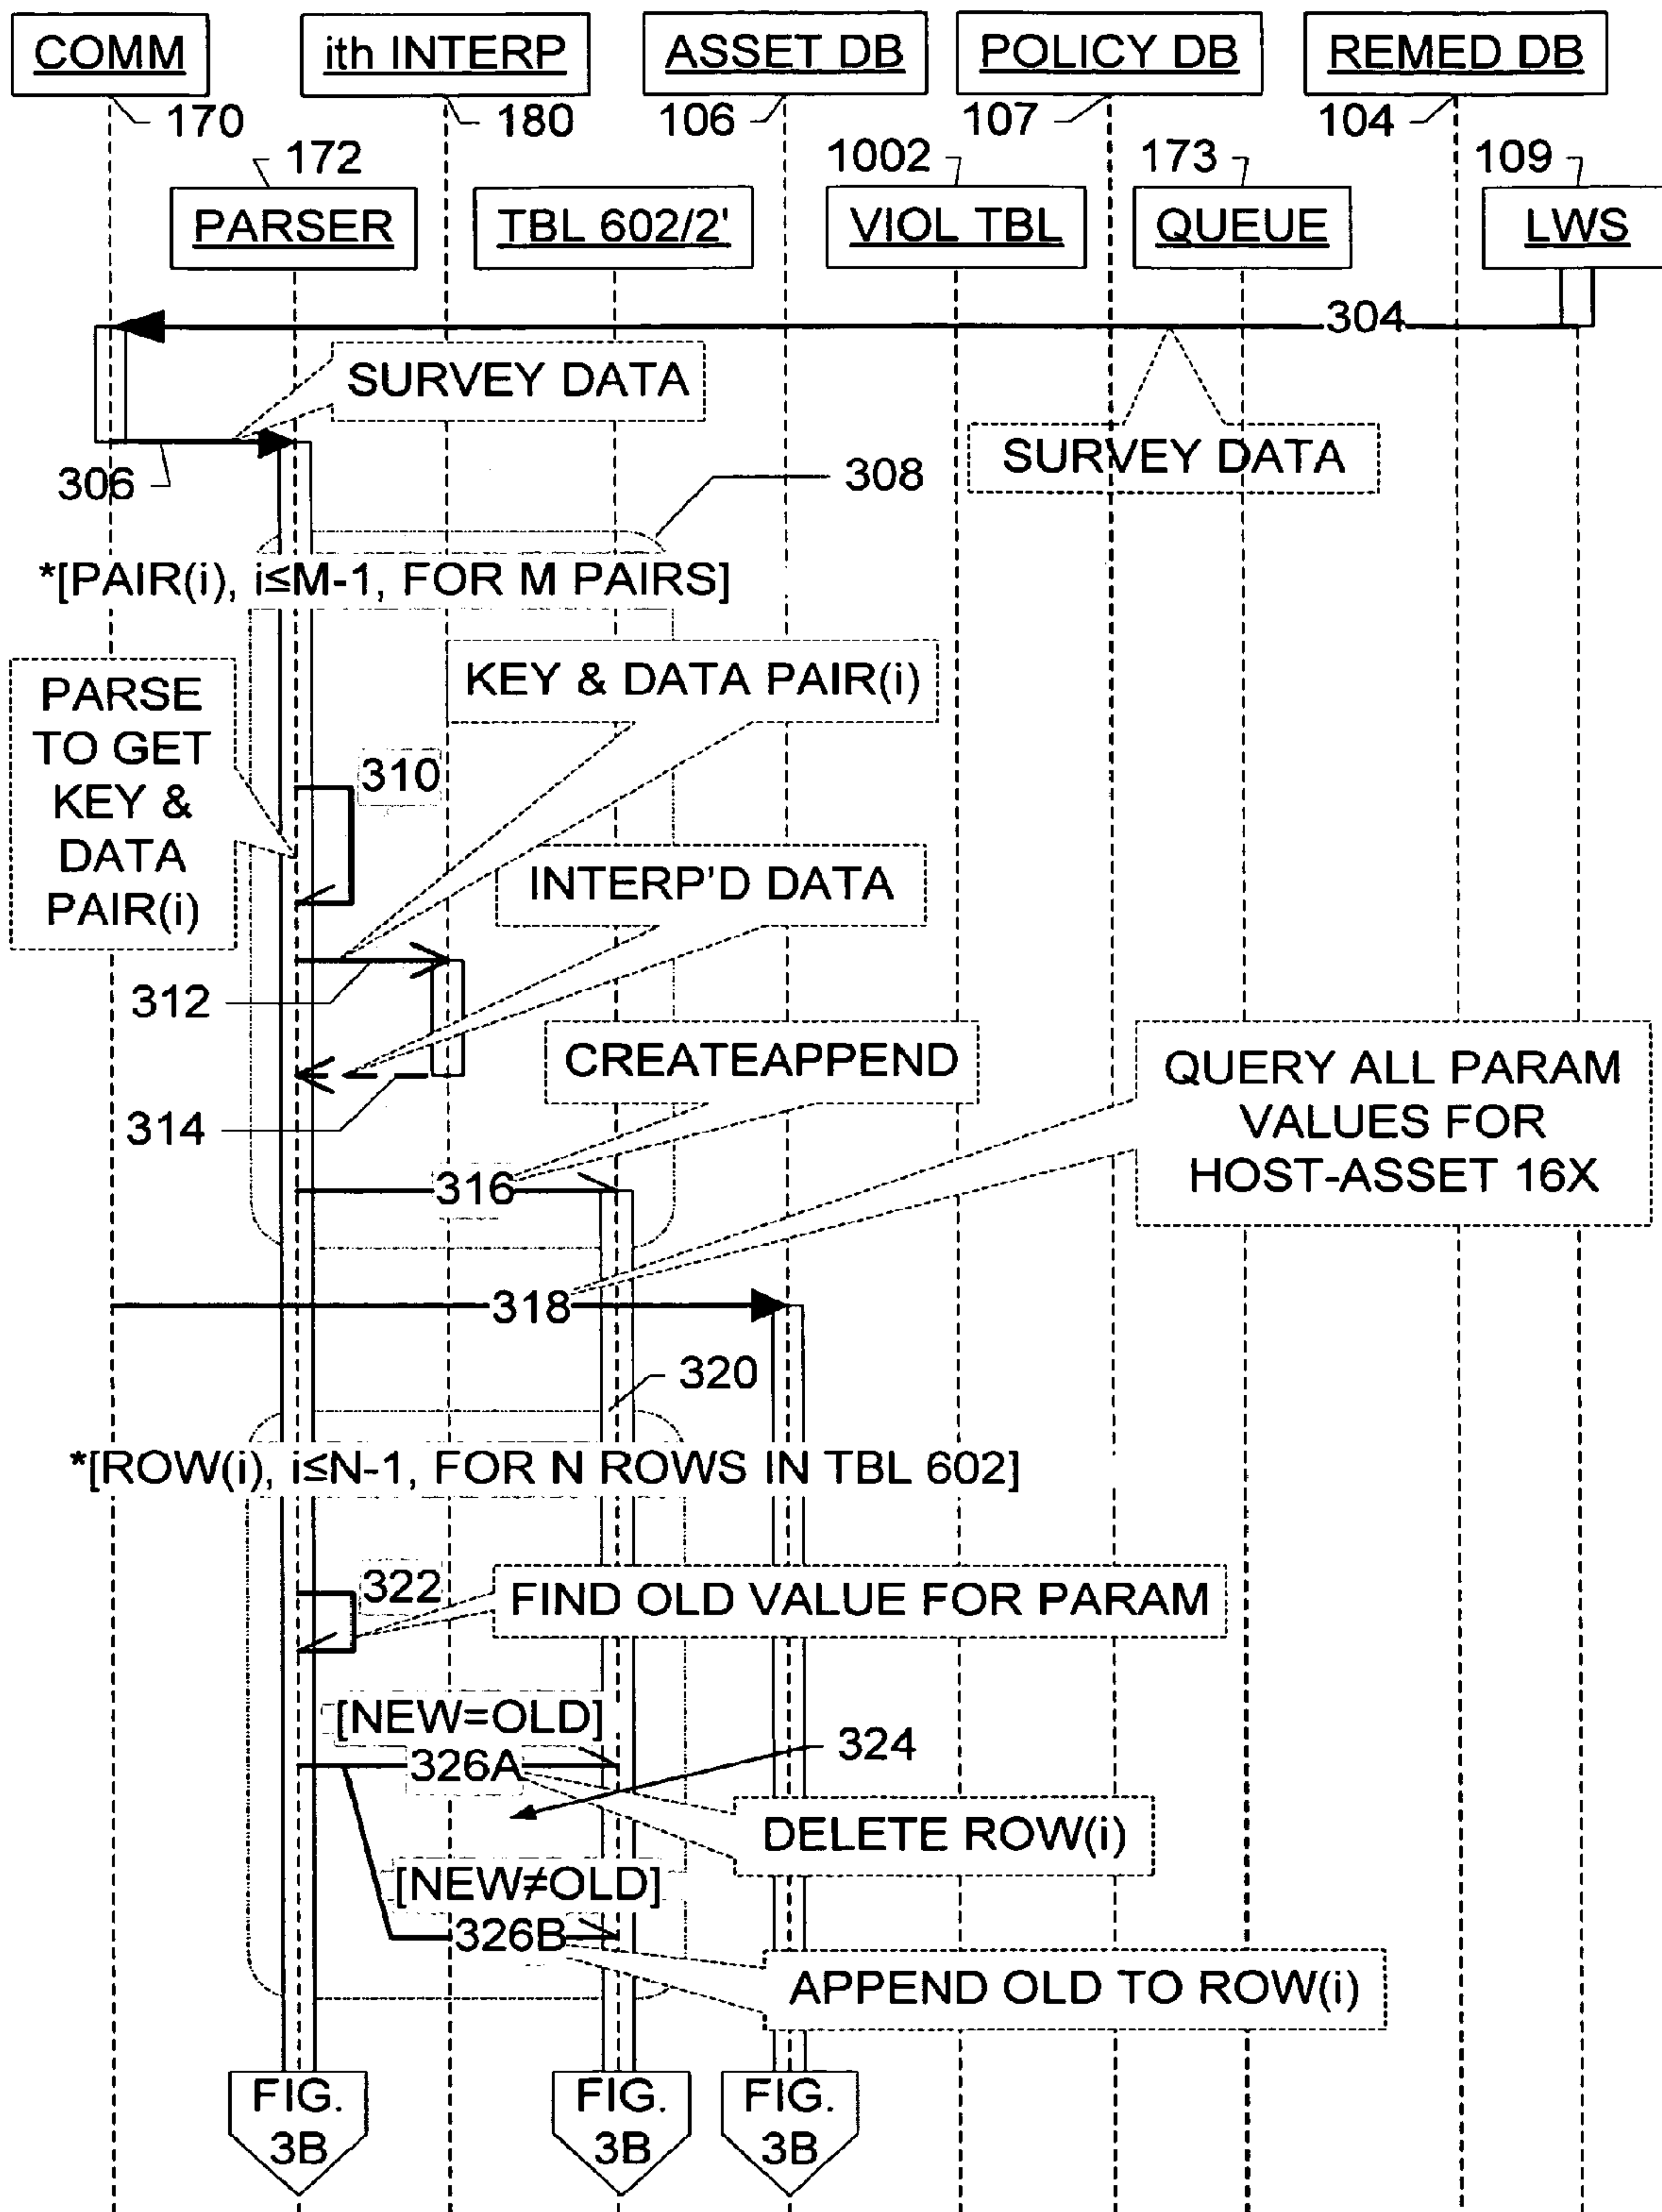 COMM
ith INTERP
ASSET DB
POLICY DB
REMED DB
170
180
106
107
104
172
1002
173
109
PARSER
TBL 602/2'
VIOL TBL
QUEUE
LWS
304
SURVEY DATA
306
308
SURVEY DATA
*[PAIR(i), i≤M-1, FOR M PAIRS]
PARSE
TO GET
KEY &
DATA
PAIR(i)
KEY & DATA PAIR(i)
310
INTERP'D DATA
312
CREATEAPPEND
QUERY ALL PARAM
VALUES FOR
HOST-ASSET 16X
314
316
318
320
*[ROW(i), i≤N-1, FOR N ROWS IN TBL 602]
322
FIND OLD VALUE FOR PARAM
[NEW=OLD]
326A
324
DELETE ROW(i)
[NEW≠OLD]
326B
APPEND OLD TO ROW(i)
FIG.
3B
FIG.
3B
FIG.
3B